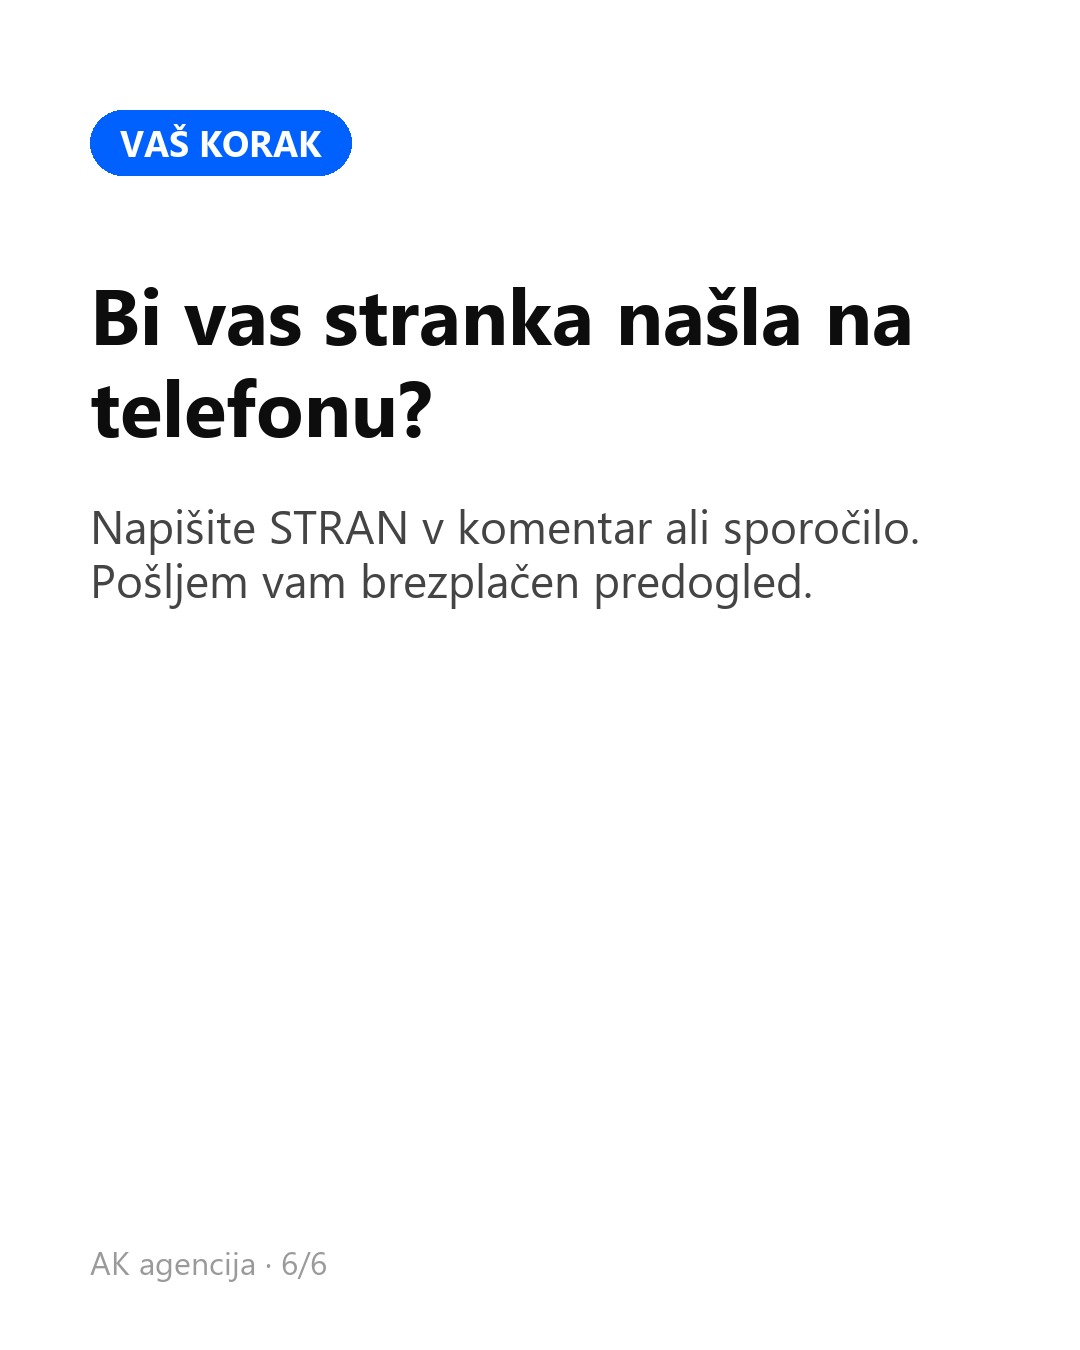 VAŠ KORAK
Bi vas stranka našla na
telefonu?
Napišite STRAN v komentar ali sporočilo.
Pošljem vam brezplačen predogled.
AK agencija · 6/6